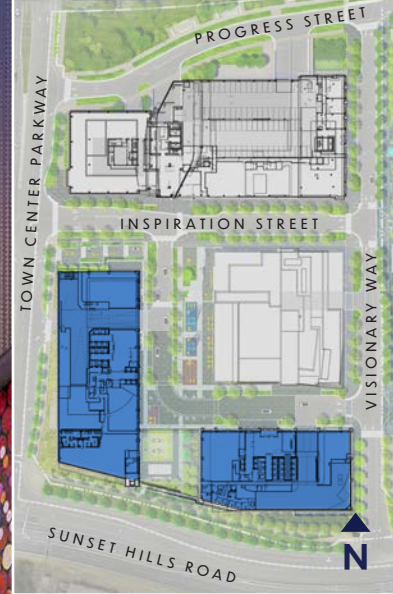 PROGRESS STREET
TOWN CENTER PARKWAY
INSPIRATION STREET
VISIONARY WAY
SUNSET HILLS ROAD
N